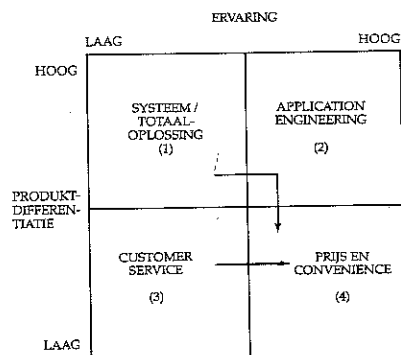 ERVARING
LAAG HOOG
HOOG
SYSTEEM /
TOTAAL-
OPLOSSING
(1)
APPLICATION
ENGINEERING
(2)
PRODUKT-
DIFFEREN-
TIATIE
CUSTOMER
SERVICE
(3)
PRIJS EN
CONVENIENCE
(4)
LAAG